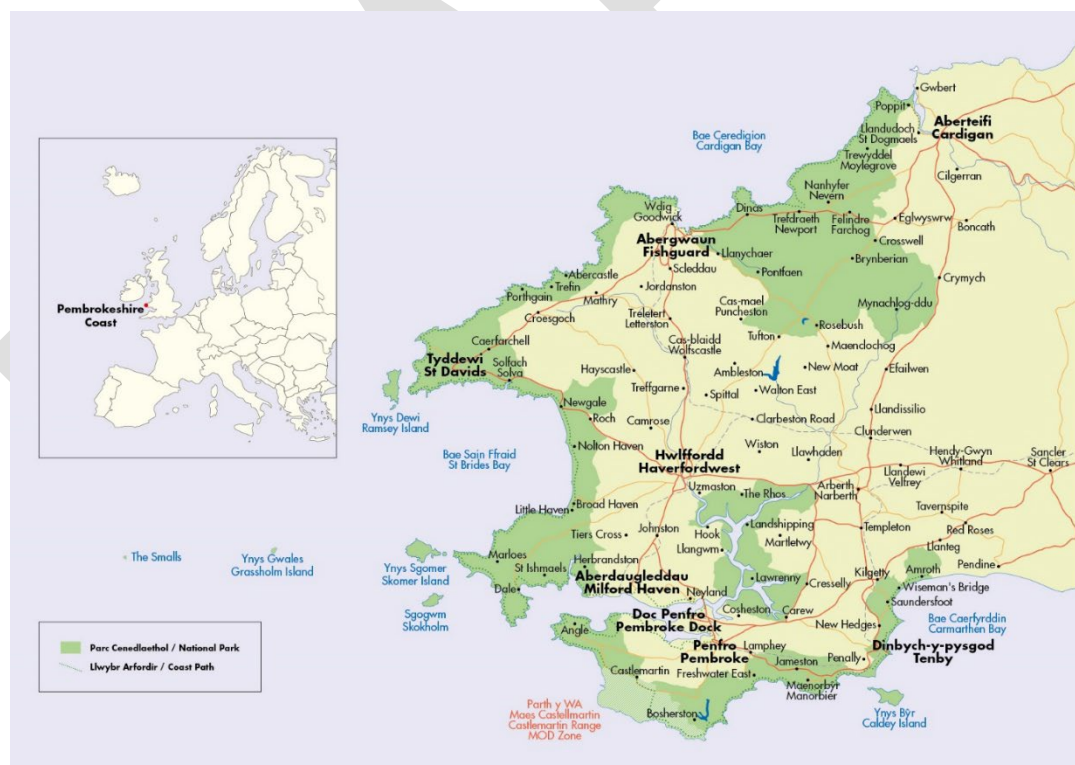 Pembrokeshire
Coast
Parc Cenedlaethol / National Park
Llwybr Arfordir / Coast Path
Gwbert
Poppit
Aberteifi
Cardigan
Llandudoch
St Dogmaels
Bae Ceredigion
Cardigan Bay
Trewyddel
Moylegrove
Cilgerran
Nanhyfer
Nevern
Wdig
Goodwick
Dinas
Trefdraeth
Newport
Felindre
Farchog
Eglwyswrw
Boncath
Abergwaun
Fishguard
Llanychaer
Crosswell
Brynberian
Scleddau
Pontfaen
Crymych
Abercastle
Trefin
Jordanston
Porthgain
Mathry
Cas-mael
Puncheston
Mynachlog-ddu
Croesgoch
Treletert
Letterston
Rosebush
Tufton
Caerfarchell
Cas-blaidd
Wolfscastle
Maendochog
Tyddewi
St Davids
Solfach
Solva
Hayscastle
Ambleston
New Moat
Efailwen
Treffgarne
Spittal
Walton East
Ynys Dewi
Ramsey Island
Newgale
Roch
Camrose
Clarbeston Road
Llandissilio
Clunderwen
Bae Sain Ffraid
St Brides Bay
Nolton Haven
Wiston
Llawhaden
Hwlffordd
Haverfordwest
Hendy-Gwyn
Whitland
Sancler
St Clears
Llandewi
Velfrey
Uzmaston
The Rhos
Arberth
Narberth
Broad Haven
Little Haven
Tavernspite
Tiers Cross
Johnston
Hook
Landshipping
Templeton
Red Roses
Martletwy
Llangwm
Llanteg
The Smalls
Ynys Gwales
Grassholm Island
Ynys Sgomer
Skomer Island
Marloes
St Ishmaels
Herbrandston
Pendine
Amroth
Kilgetty
Lawrenny
Cresselly
Wiseman's Bridge
Aberdaugleddau
Milford Haven
Dale
Neyland
Saundersfoot
Sgogwm
Skokholm
Doc Penfro
Pembroke Dock
Cosheston
Carew
Bae Caerfyrddin
Carmarthen Bay
Angle
New Hedges
Penfro
Pembroke
Lamphey
Dinbych-y-pysgod
Tenby
Penally
Jameston
Castlemartin
Freshwater East
Maenorbŷr
Manorbier
Parth y WA
Maes Castellmartin
Castlemartin Range
MOD Zone
Bosherston
Ynys Bŷr
Caldey Island